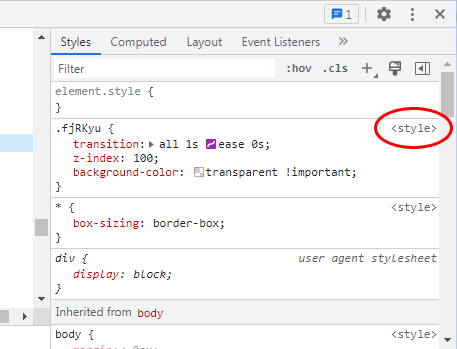 1
Styles Computed Layout Event Listeners »
Filter :hov .cls
element.style {
}
.fjRKyu { <style>
transition: all 1s ease 0s;
z-index: 100;
background-color: transparent !important;
}
* { <style>
box-sizing: border-box;
}
div { user agent stylesheet
display: block;
}
Inherited from body
body { <style>